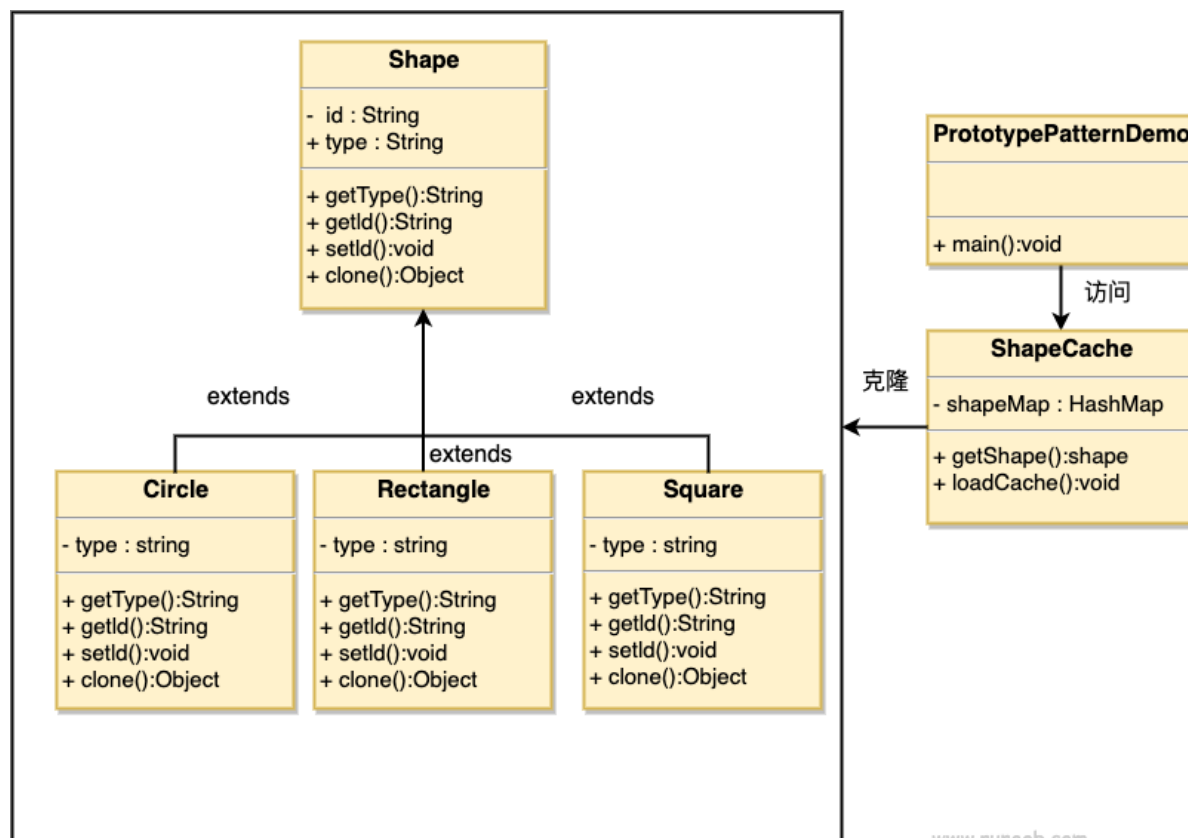 Shape
- id : String
+ type : String
+ getType():String
+ getId():String
+ setId():void
+ clone():Object
PrototypePatternDemo
+ main():void
访问
ShapeCache
- shapeMap : HashMap
+ getShape():shape
+ loadCache():void
克隆
extends
extends
extends
Circle
- type : string
+ getType():String
+ getId():String
+ setId():void
+ clone():Object
Rectangle
- type : string
+ getType():String
+ getId():String
+ setId():void
+ clone():Object
Square
- type : string
+ getType():String
+ getId():String
+ setId():void
+ clone():Object